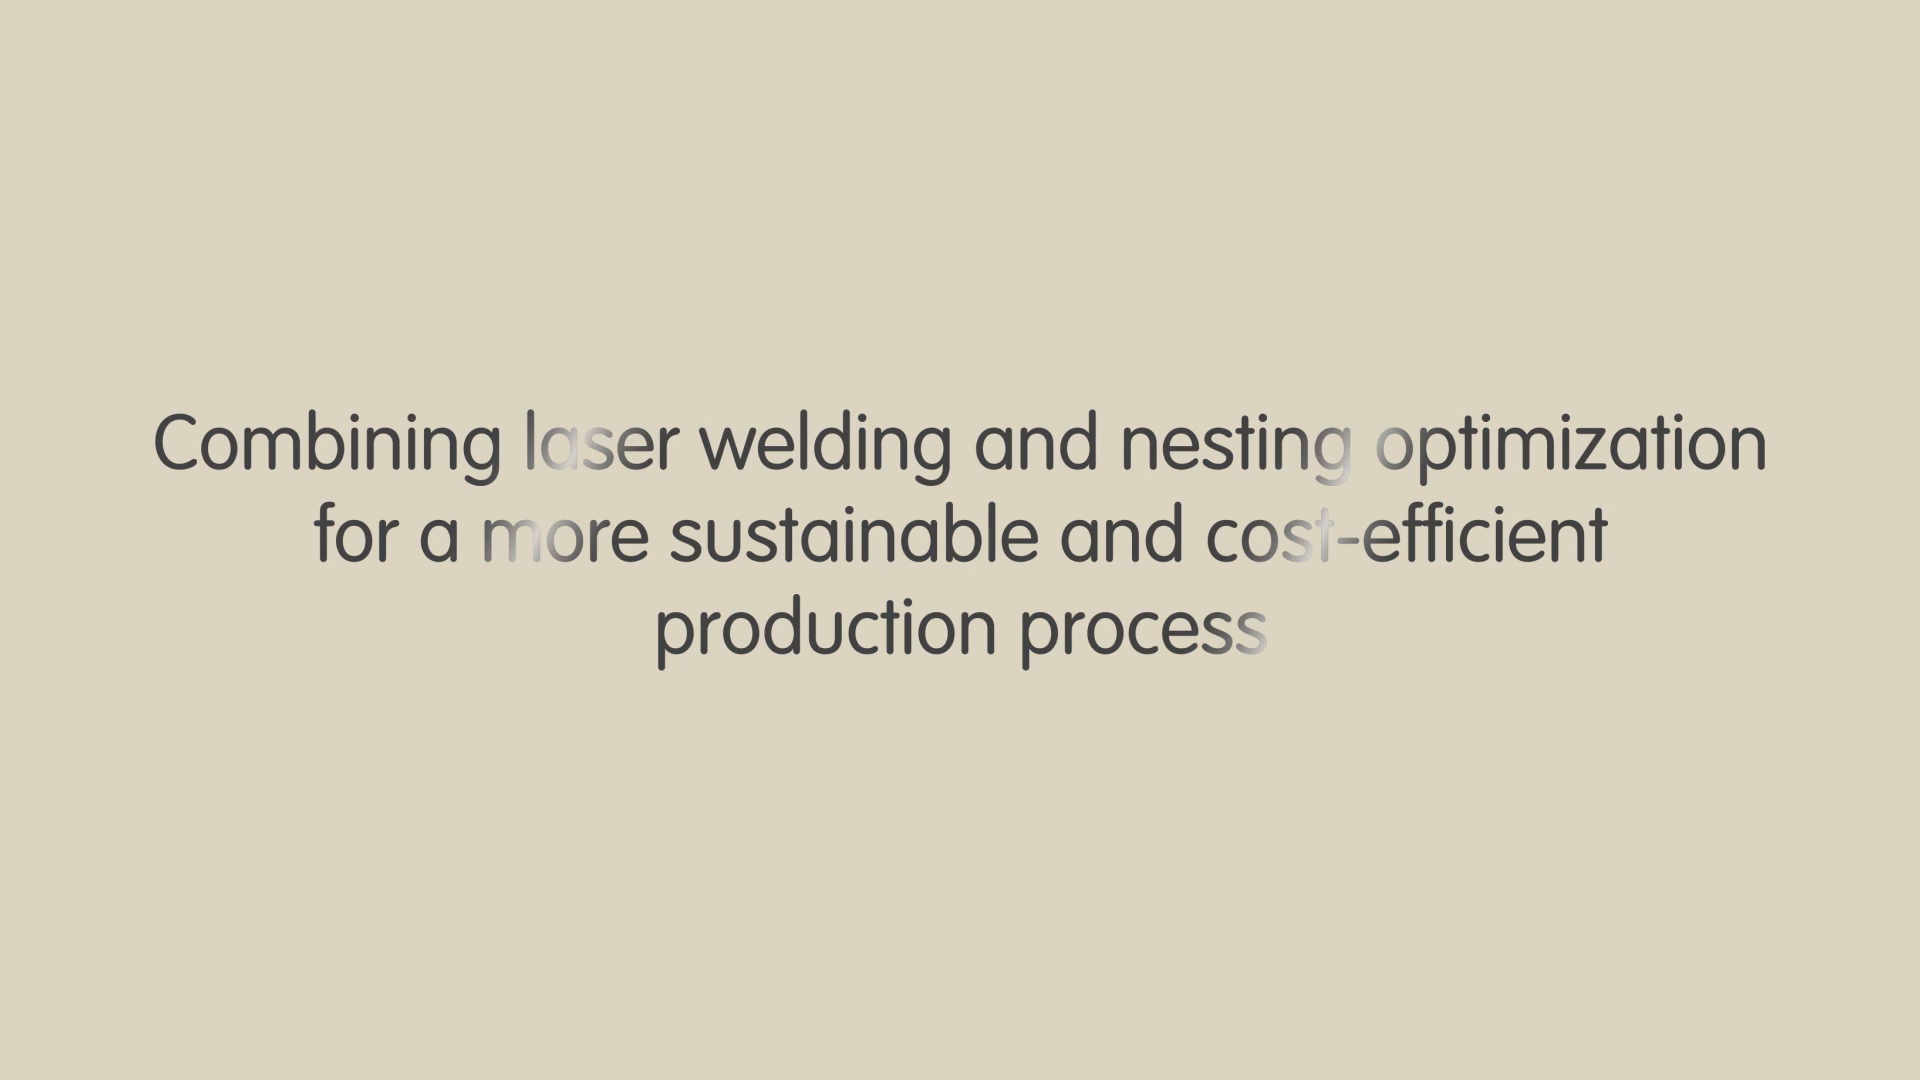 Combining laser welding and nesting optimization
for a more sustainable and cost-efficient
production process